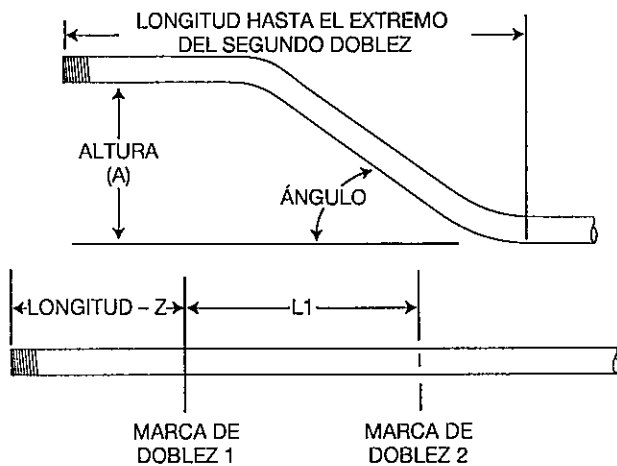 LONGITUD HASTA EL EXTREMO
DEL SEGUNDO DOBLEZ
ALTURA
(A)
ÁNGULO
LONGITUD – Z
L1
MARCA DE
DOBLEZ 1
MARCA DE
DOBLEZ 2